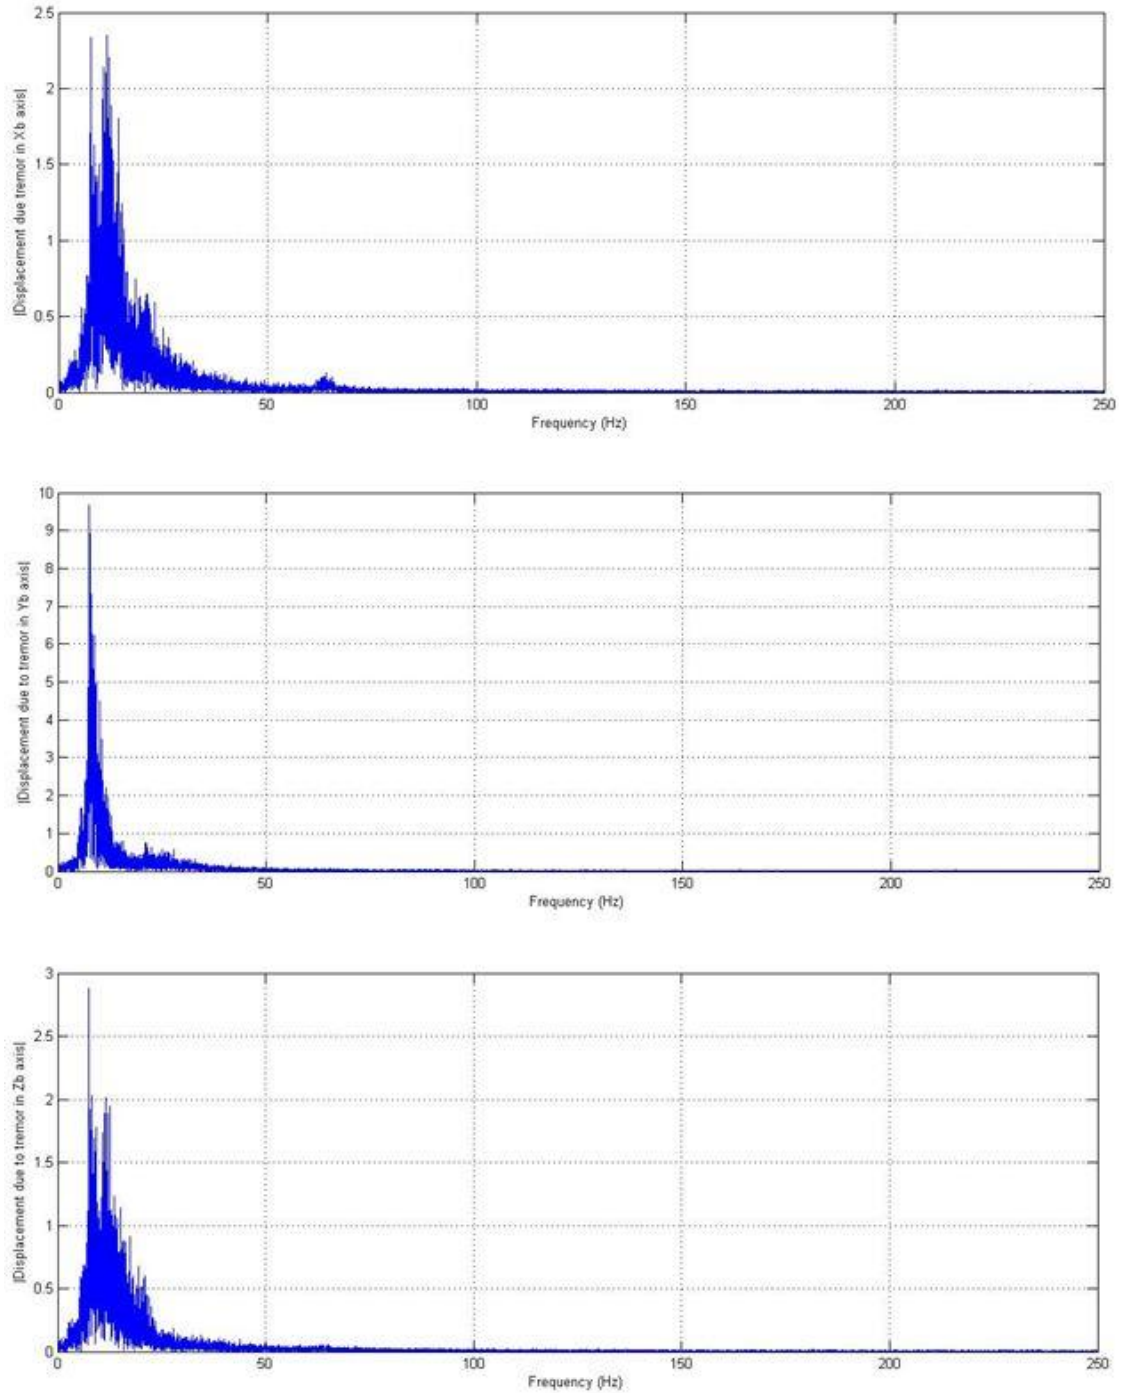 2.5
2
1.5
1
0.5
0
|Displacement due tremor in Xb axis|
0 50 100 150 200 250
Frequency (Hz)
10
9
8
7
6
5
4
3
2
1
0
|Displacement due to tremor in Yb axis|
0 50 100 150 200 250
Frequency (Hz)
3
2.5
2
1.5
1
0.5
0
|Displacement due to tremor in Zb axis|
0 50 100 150 200 250
Frequency (Hz)